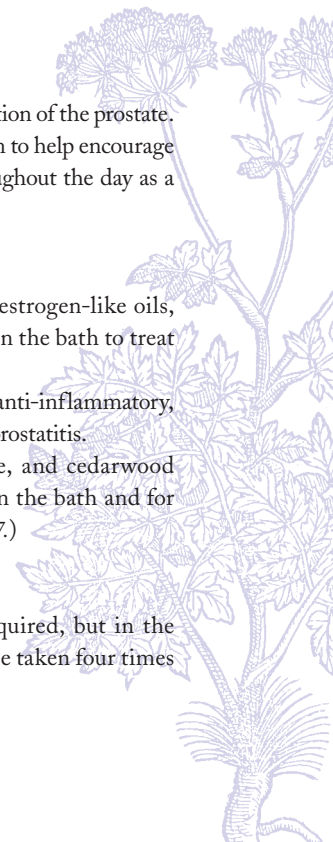 tion of the prostate.
n to help encourage
ughout the day as a
estrogen-like oils,
n the bath to treat
anti-inflammatory,
rostatitis.
e, and cedarwood
n the bath and for
7.)
quired, but in the
e taken four times